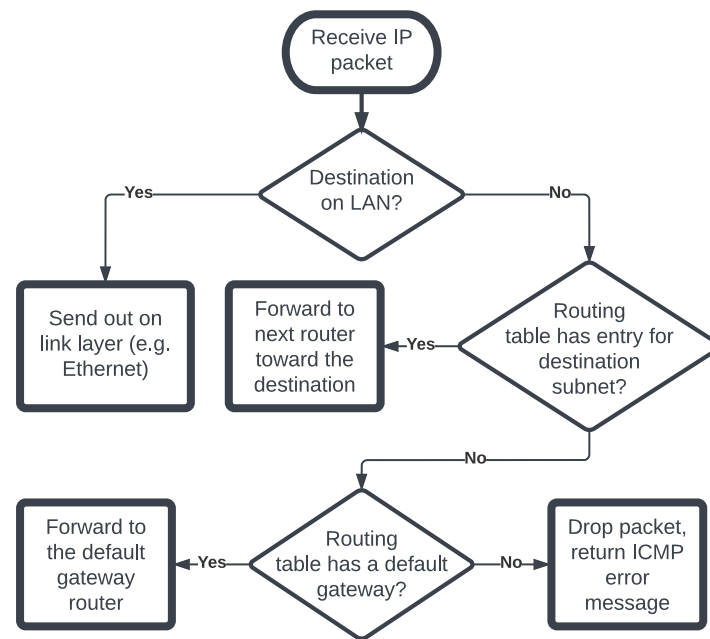 Receive IP
packet
Destination
on LAN?
Yes
No
Send out on
link layer (e.g.
Ethernet)
Forward to
next router
toward the
destination
Yes
Routing
table has entry for
destination
subnet?
No
Forward to
the default
gateway
router
Yes
Routing
table has a default
gateway?
No
Drop packet,
return ICMP
error
message